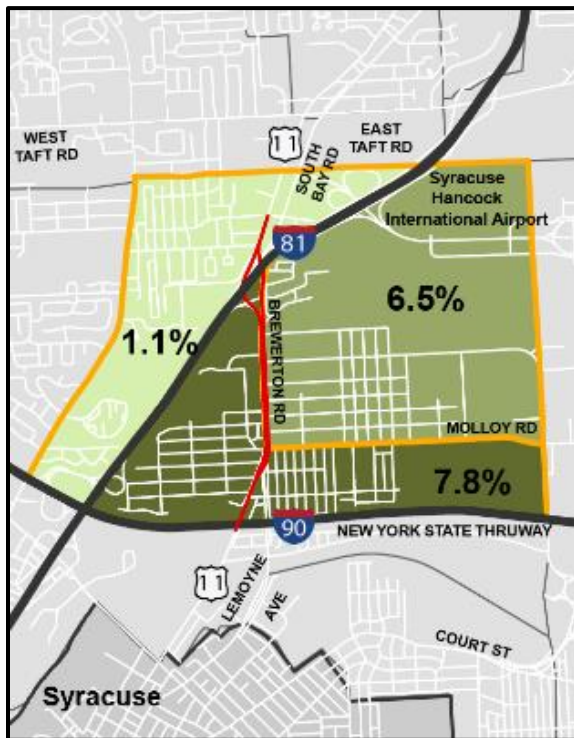 WEST
TAFT RD
11
SOUTH
BAY RD
EAST
TAFT RD
Syracuse
Hancock
International Airport
81
6.5%
1.1%
BREWERTON RD
MOLLOY RD
7.8%
90
NEW YORK STATE THRUWAY
11
LEMOYNE
AVE
COURT ST
Syracuse